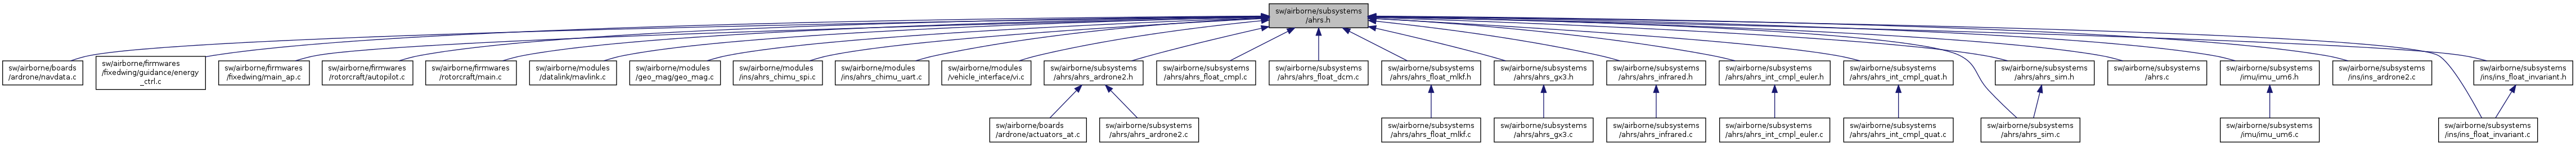 sw/airborne/subsystems
/ahrs.h
sw/airborne/boards
/ardrone/navdata.c
sw/airborne/firmwares
/fixedwing/guidance/energy
_ctrl.c
sw/airborne/firmwares
/fixedwing/main_ap.c
sw/airborne/firmwares
/rotorcraft/autopilot.c
sw/airborne/firmwares
/rotorcraft/main.c
sw/airborne/modules
/datalink/mavlink.c
sw/airborne/modules
/geo_mag/geo_mag.c
sw/airborne/modules
/ins/ahrs_chimu_spi.c
sw/airborne/modules
/ins/ahrs_chimu_uart.c
sw/airborne/modules
/vehicle_interface/vi.c
sw/airborne/subsystems
/ahrs/ahrs_ardrone2.h
sw/airborne/subsystems
/ahrs/ahrs_float_cmpl.c
sw/airborne/subsystems
/ahrs/ahrs_float_dcm.c
sw/airborne/subsystems
/ahrs/ahrs_float_mlkf.h
sw/airborne/subsystems
/ahrs/ahrs_gx3.h
sw/airborne/subsystems
/ahrs/ahrs_infrared.h
sw/airborne/subsystems
/ahrs/ahrs_int_cmpl_euler.h
sw/airborne/subsystems
/ahrs/ahrs_int_cmpl_quat.h
sw/airborne/subsystems
/ahrs/ahrs_sim.h
sw/airborne/subsystems
/ahrs.c
sw/airborne/subsystems
/imu/imu_um6.h
sw/airborne/subsystems
/ins/ins_ardrone2.c
sw/airborne/subsystems
/ins/ins_float_invariant.h
sw/airborne/boards
/ardrone/actuators_at.c
sw/airborne/subsystems
/ahrs/ahrs_ardrone2.c
sw/airborne/subsystems
/ahrs/ahrs_float_mlkf.c
sw/airborne/subsystems
/ahrs/ahrs_gx3.c
sw/airborne/subsystems
/ahrs/ahrs_infrared.c
sw/airborne/subsystems
/ahrs/ahrs_int_cmpl_euler.c
sw/airborne/subsystems
/ahrs/ahrs_int_cmpl_quat.c
sw/airborne/subsystems
/ahrs/ahrs_sim.c
sw/airborne/subsystems
/imu/imu_um6.c
sw/airborne/subsystems
/ins/ins_float_invariant.c